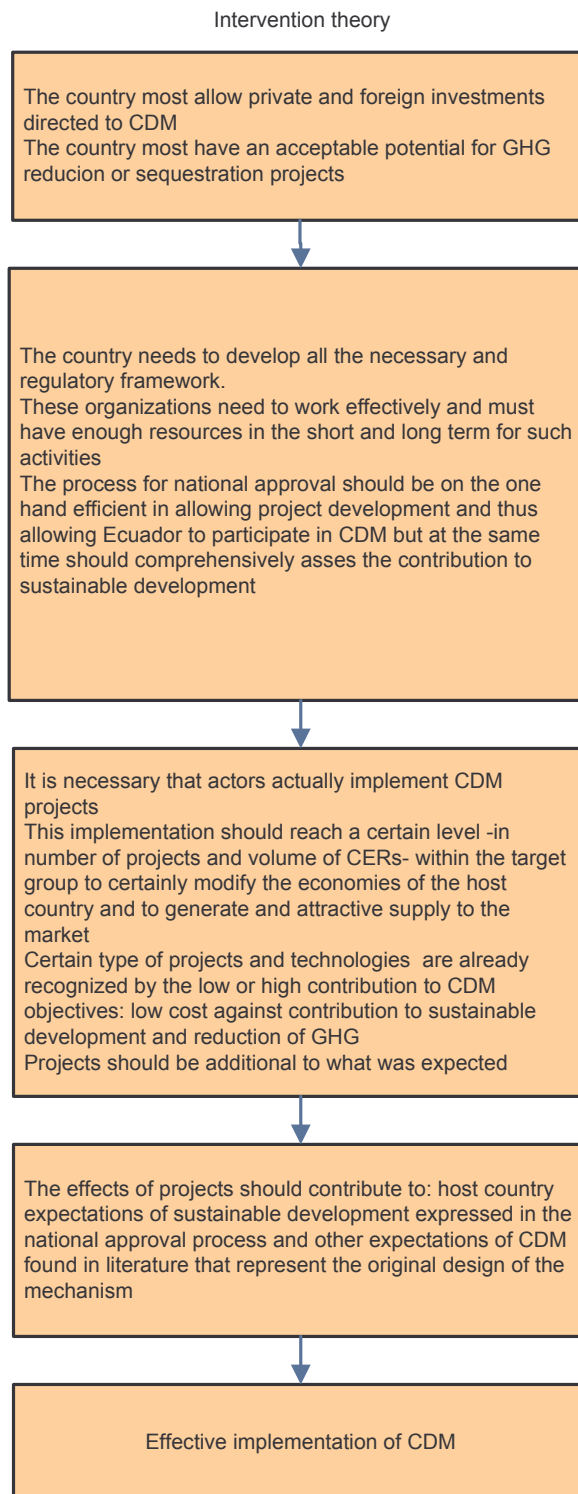 Intervention theory
The country most allow private and foreign investments
directed to CDM
The country most have an acceptable potential for GHG
reducion or sequestration projects
The country needs to develop all the necessary and
regulatory framework.
These organizations need to work effectively and must
have enough resources in the short and long term for such
activities
The process for national approval should be on the one
hand efficient in allowing project development and thus
allowing Ecuador to participate in CDM but at the same
time should comprehensively asses the contribution to
sustainable development
It is necessary that actors actually implement CDM
projects
This implementation should reach a certain level -in
number of projects and volume of CERs- within the target
group to certainly modify the economies of the host
country and to generate and attractive supply to the
market
Certain type of projects and technologies  are already
recognized by the low or high contribution to CDM
objectives: low cost against contribution to sustainable
development and reduction of GHG
Projects should be additional to what was expected
The effects of projects should contribute to: host country
expectations of sustainable development expressed in the
national approval process and other expectations of CDM
found in literature that represent the original design of the
mechanism
Effective implementation of CDM